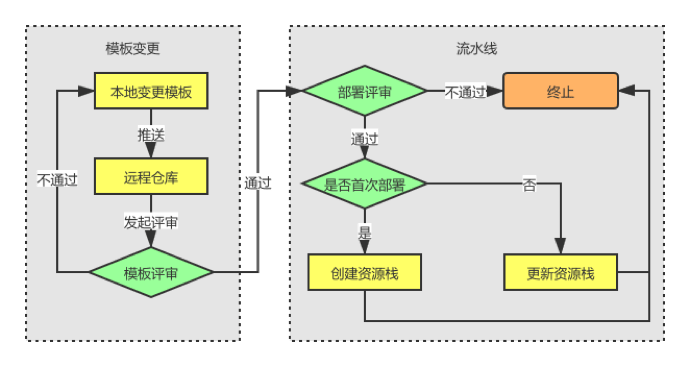 模板变更
本地变更模板
推送
远程仓库
不通过
发起评审
模板评审
通过
流水线
部署评审
不通过
终止
通过
是否首次部署
否
是
创建资源栈
更新资源栈